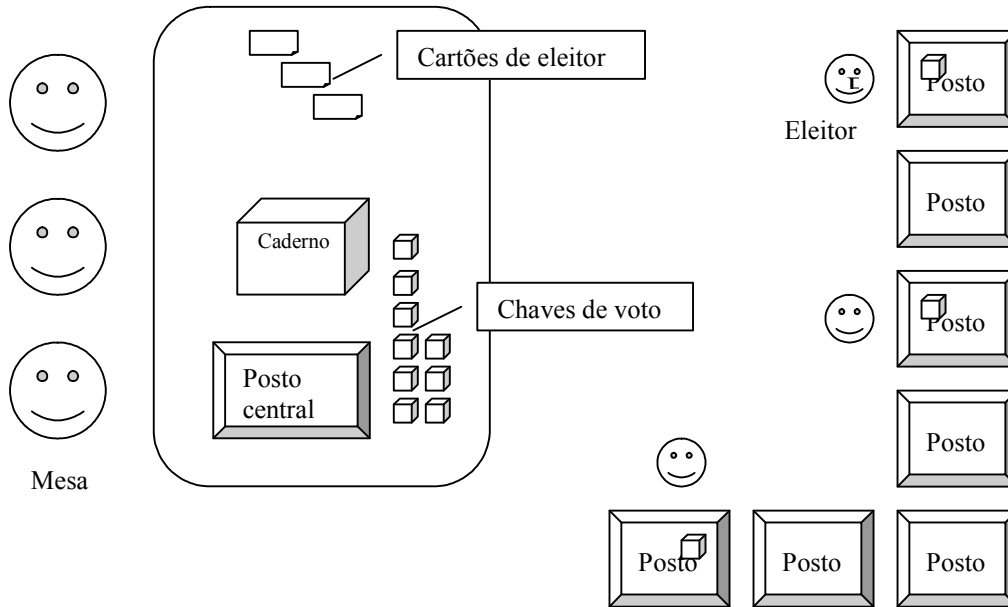 Cartões de eleitor
E
Posto
Eleitor
Posto
Caderno
Chaves de voto
Posto
Posto
central
Posto
Mesa
Posto
Posto
Posto